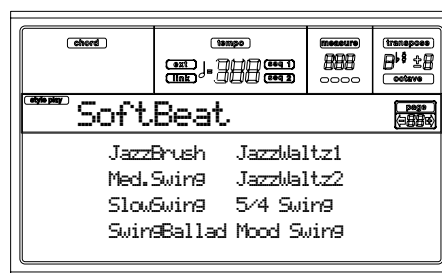 chord tempo measure transpose
ext seq 1
link seq 2
octave
style play
SoftBeat
page
JazzBrush JazzWaltz1
Med.Swing JazzWaltz2
SlowSwing 5/4 Swing
SwingBallad Mood Swing